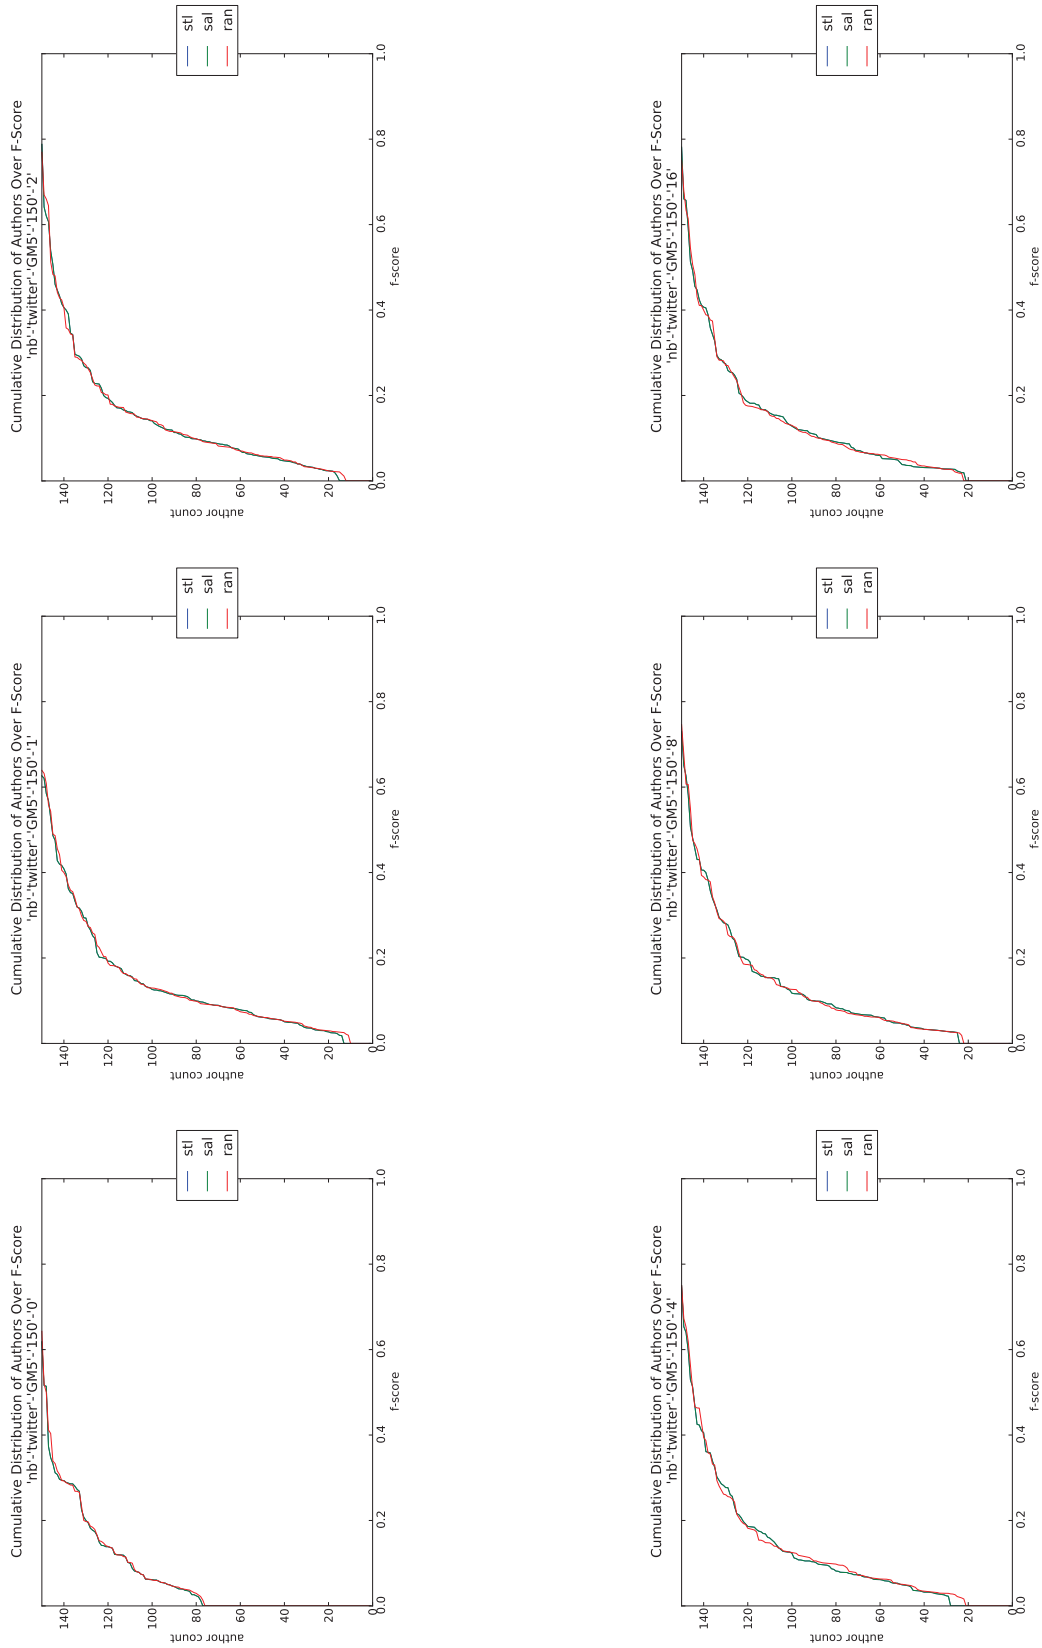 Cumulative Distribution of Authors Over F-Score
'nb'-'twitter'-'GM5'-'150'-'0'
author count
140
120
100
80
60
40
20
0
0.0 0.2 0.4 0.6 0.8 1.0
f-score
stl
sal
ran
Cumulative Distribution of Authors Over F-Score
'nb'-'twitter'-'GM5'-'150'-'1'
author count
140
120
100
80
60
40
20
0
0.0 0.2 0.4 0.6 0.8 1.0
f-score
stl
sal
ran
Cumulative Distribution of Authors Over F-Score
'nb'-'twitter'-'GM5'-'150'-'2'
author count
140
120
100
80
60
40
20
0
0.0 0.2 0.4 0.6 0.8 1.0
f-score
stl
sal
ran
Cumulative Distribution of Authors Over F-Score
'nb'-'twitter'-'GM5'-'150'-'4'
author count
140
120
100
80
60
40
20
0
0.0 0.2 0.4 0.6 0.8 1.0
f-score
stl
sal
ran
Cumulative Distribution of Authors Over F-Score
'nb'-'twitter'-'GM5'-'150'-'8'
author count
140
120
100
80
60
40
20
0
0.0 0.2 0.4 0.6 0.8 1.0
f-score
stl
sal
ran
Cumulative Distribution of Authors Over F-Score
'nb'-'twitter'-'GM5'-'150'-'16'
author count
140
120
100
80
60
40
20
0
0.0 0.2 0.4 0.6 0.8 1.0
f-score
stl
sal
ran